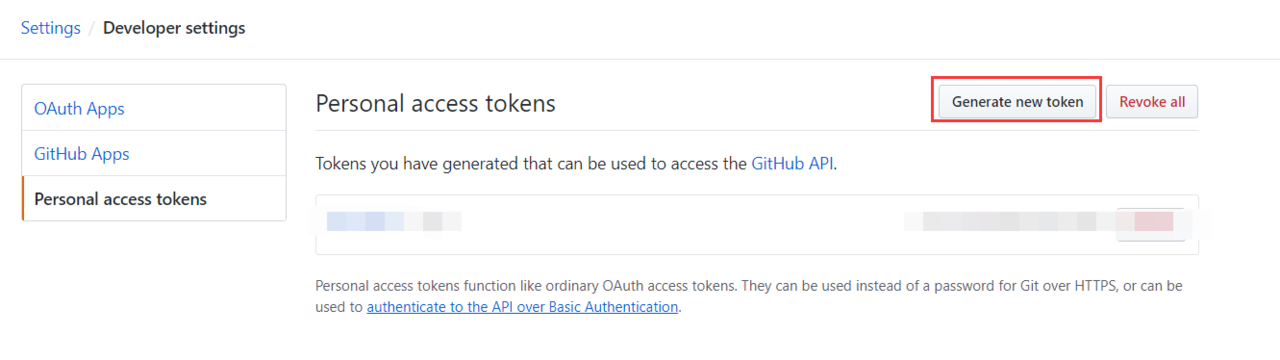 Settings / Developer settings
OAuth Apps
GitHub Apps
Personal access tokens
Personal access tokens
Generate new token
Revoke all
Tokens you have generated that can be used to access the GitHub API.
Personal access tokens function like ordinary OAuth access tokens. They can be used instead of a password for Git over HTTPS, or can be
used to authenticate to the API over Basic Authentication.